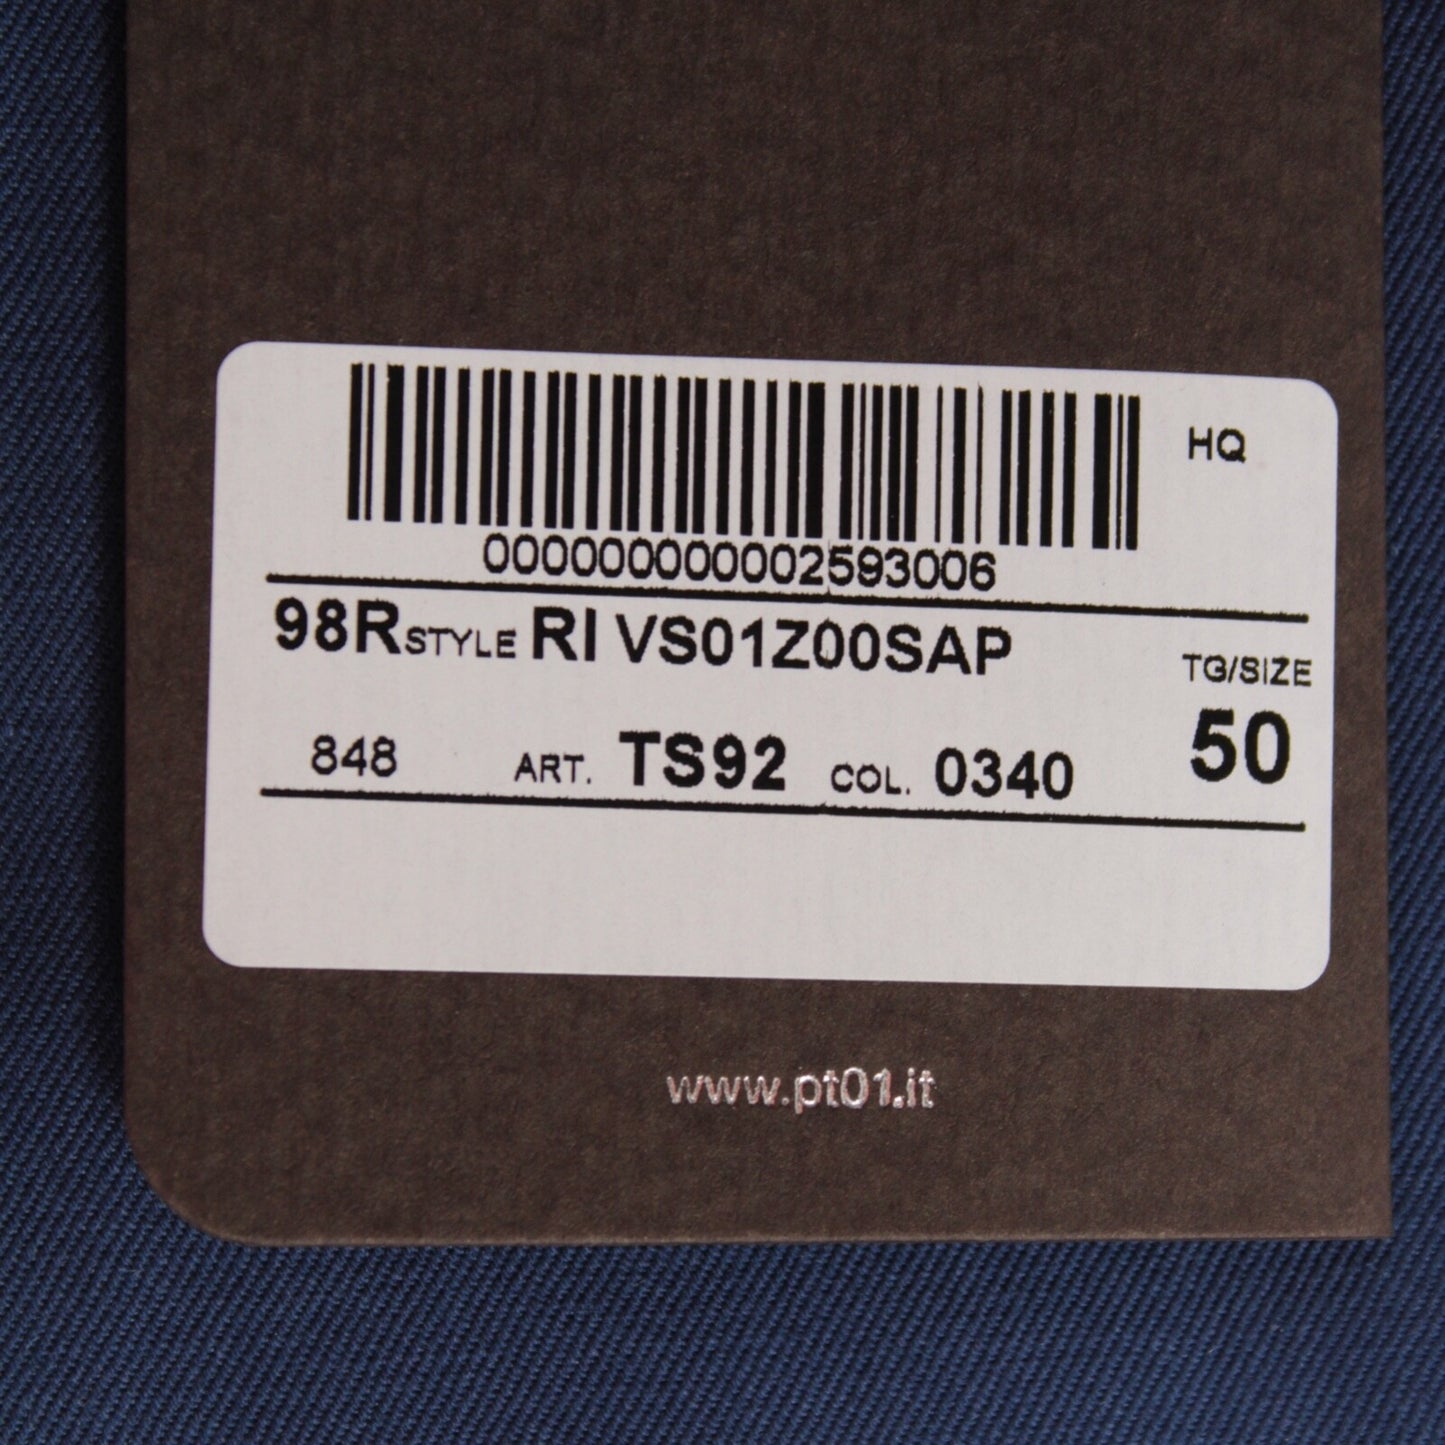 HQ
0000000000002593006
98R STYLE RI VS01Z00SAP
TG/SIZE
848 ART. TS92 COL. 0340 50
www.pt01.it